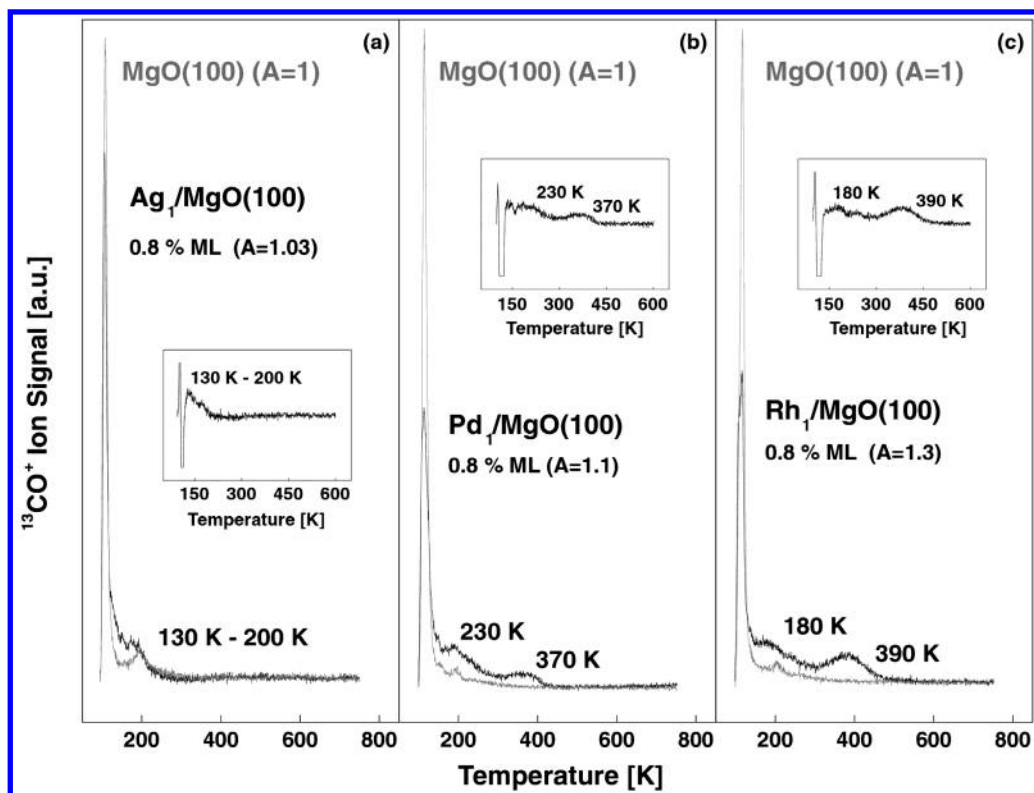 ¹³CO⁺ Ion Signal [a.u.]
(a)
MgO(100) (A=1)
Ag₁/MgO(100)
0.8 % ML (A=1.03)
130 K - 200 K
150 300 450 600
Temperature [K]
130 K - 200 K
200 400 600 800
(b)
MgO(100) (A=1)
230 K
370 K
150 300 450 600
Temperature [K]
Pd₁/MgO(100)
0.8 % ML (A=1.1)
230 K
370 K
200 400 600 800
(c)
MgO(100) (A=1)
180 K
390 K
150 300 450 600
Temperature [K]
Rh₁/MgO(100)
0.8 % ML (A=1.3)
180 K
390 K
200 400 600 800
Temperature [K]